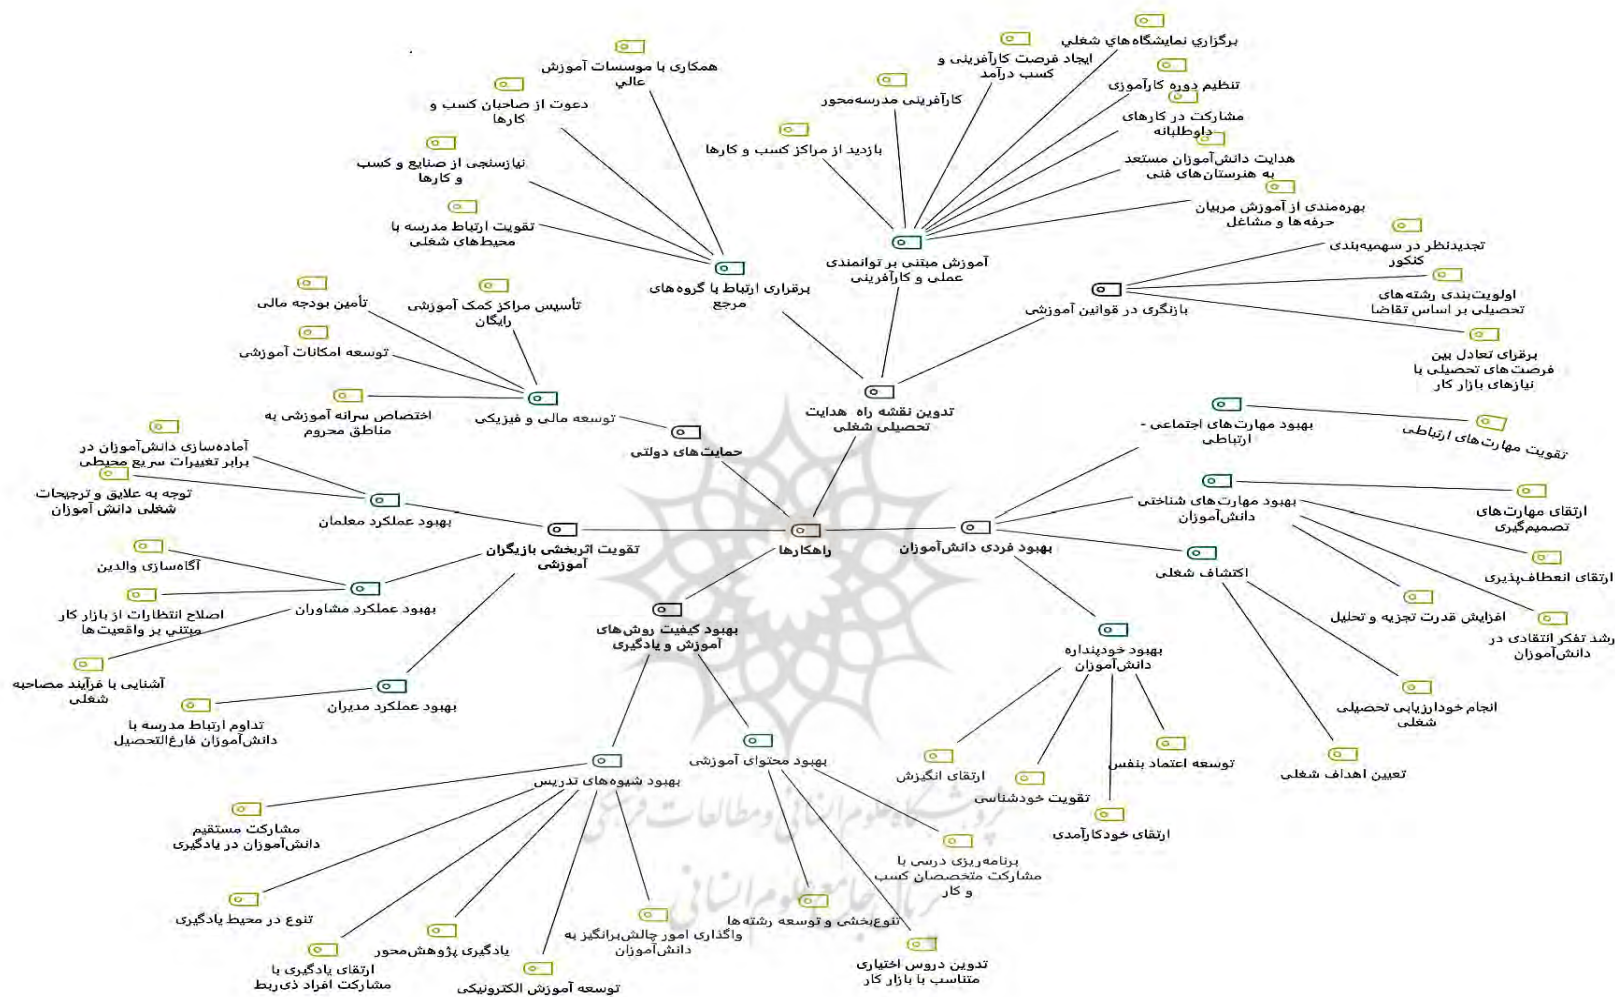 برگزاري نمايشگاه‌هاي شغلي
ایجاد فرصت کارآفرینی و
کسب درآمد
تنظیم دوره کارآموزی
مشارکت در کارهای
داوطلبانه
هدایت دانش‌آموزان مستعد
به هنرستان‌های فنی
بهره‌مندی از آموزش مربیان
حرفه‌ها و مشاغل
کارآفرینی مدرسه‌محور
بازدید از مراکز کسب و کارها
همکاری با موسسات آموزش
عالي
دعوت از صاحبان کسب و
کارها
نیازسنجی از صنایع و کسب
و کارها
تقویت ارتباط مدرسه با
محیط‌های شغلی
برقراری ارتباط با گروه‌های
مرجع
آموزش مبتنی بر توانمندی
عملی و کارآفرینی
بازنگری در قوانین آموزشی
تجدیدنظر در سهمیه‌بندی
کنکور
اولویت‌بندی رشته‌های
تحصیلی بر اساس تقاضا
برقرای تعادل بین
فرصت‌های تحصیلی با
نیازهای بازار کار
تدوین نقشه راه هدایت
تحصیلی شغلی
تأسیس مراکز کمک آموزشی
رایگان
تأمین بودجه مالی
توسعه امکانات آموزشی
اختصاص سرانه آموزشی به
مناطق محروم
توسعه مالی و فیزیکی
حمایت‌های دولتی
بهبود مهارت‌های اجتماعی -
ارتباطی
تقویت مهارت‌های ارتباطی
بهبود مهارت‌های شناختی
دانش‌آموزان
ارتقای مهارت‌های
تصمیم‌گیری
ارتقای انعطاف‌پذیری
رشد تفکر انتقادی در
دانش‌آموزان
افزایش قدرت تجزیه و تحلیل
اکتشاف شغلی
انجام خودارزیابی تحصیلی
شغلی
تعیین اهداف شغلی
بهبود فردی دانش‌آموزان
راهکارها
تقویت اثربخشی بازیگران
آموزشی
آماده‌سازی دانش‌آموزان در
برابر تغییرات سریع محیطی
توجه به علایق و ترجیحات
شغلی دانش آموزان
بهبود عملکرد معلمان
آگاه‌سازی والدین
بهبود عملکرد مشاوران
اصلاح انتظارات از بازار کار
مبتني بر واقعیت‌ها
آشنایی با فرآیند مصاحبه
شغلی
بهبود عملکرد مدیران
تداوم ارتباط مدرسه با
دانش‌آموزان فارغ‌التحصیل
بهبود کیفیت روش‌های
آموزش و یادگیری
بهبود خودپنداره
دانش‌آموزان
ارتقای انگیزش
تقویت خودشناسی
ارتقای خودکارآمدی
توسعه اعتماد بنفس
بهبود محتوای آموزشی
بهبود شیوه‌های تدریس
مشارکت مستقیم
دانش‌آموزان در یادگیری
تنوع در محیط یادگیری
ارتقای یادگیری با
مشارکت افراد ذی‌ربط
یادگیری پژوهش‌محور
توسعه آموزش الکترونیکی
واگذاری امور چالش‌برانگیز به
دانش‌آموزان
تنوع‌بخشی و توسعه رشته‌ها
تدوین دروس اختیاری
متناسب با بازار کار
برنامه‌ریزی درسی با
مشارکت متخصصان کسب
و کار
پژوهشگاه علوم انسانی و مطالعات فرهنگی
پرتال جامع علوم انسانی